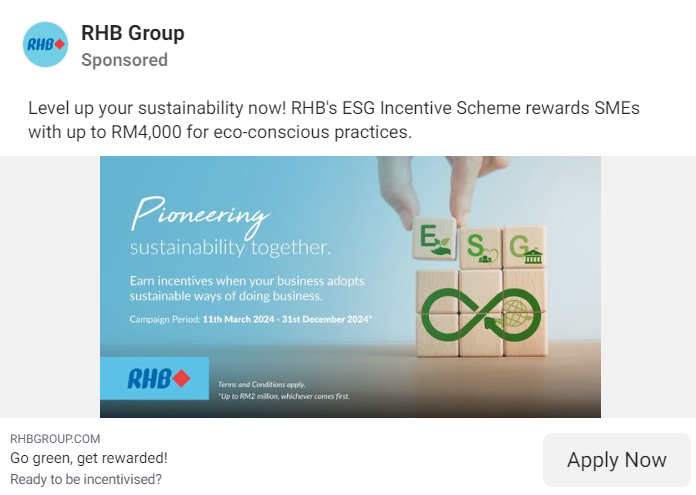 RHB
RHB Group
Sponsored
Level up your sustainability now! RHB's ESG Incentive Scheme rewards SMEs
with up to RM4,000 for eco-conscious practices.
Pioneering
sustainability together.
Earn incentives when your business adopts
sustainable ways of doing business.
Campaign Period: 11th March 2024 - 31st December 2024*
E S G
RHB
Terms and Conditions apply.
*Up to RM2 million, whichever comes first.
RHBGROUP.COM
Go green, get rewarded!
Ready to be incentivised?
Apply Now